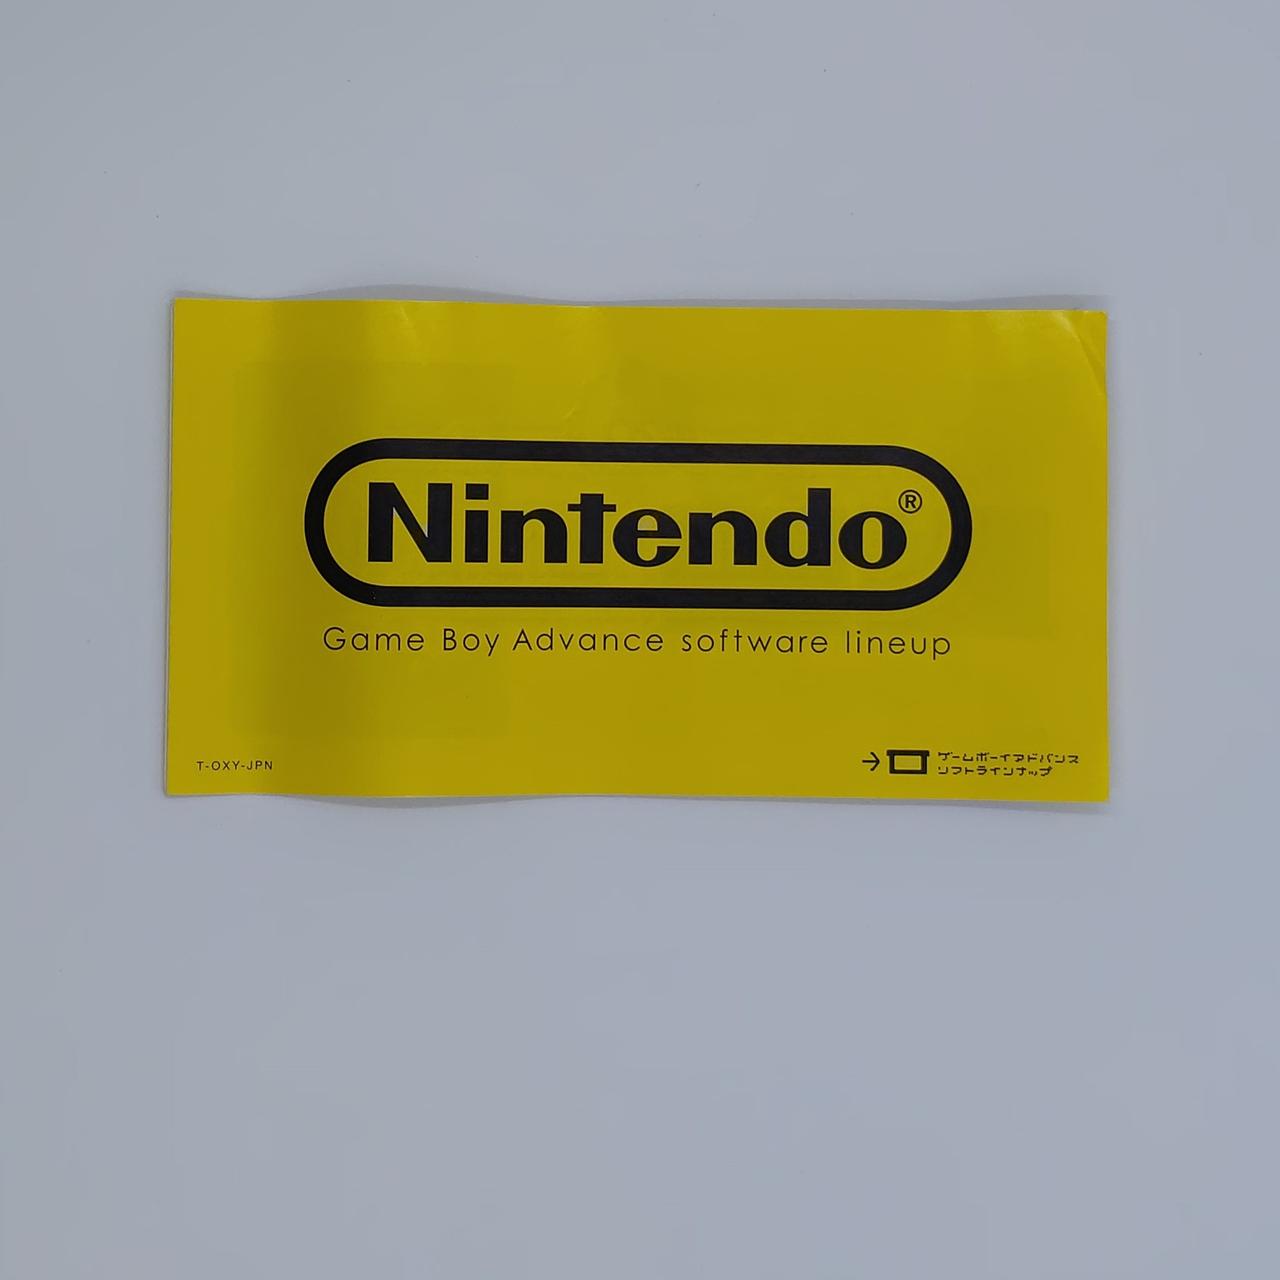 Nintendo®
Game Boy Advance software lineup
T-OXY-JPN
→ ゲームボーイアドバンス
ソフトラインナップ